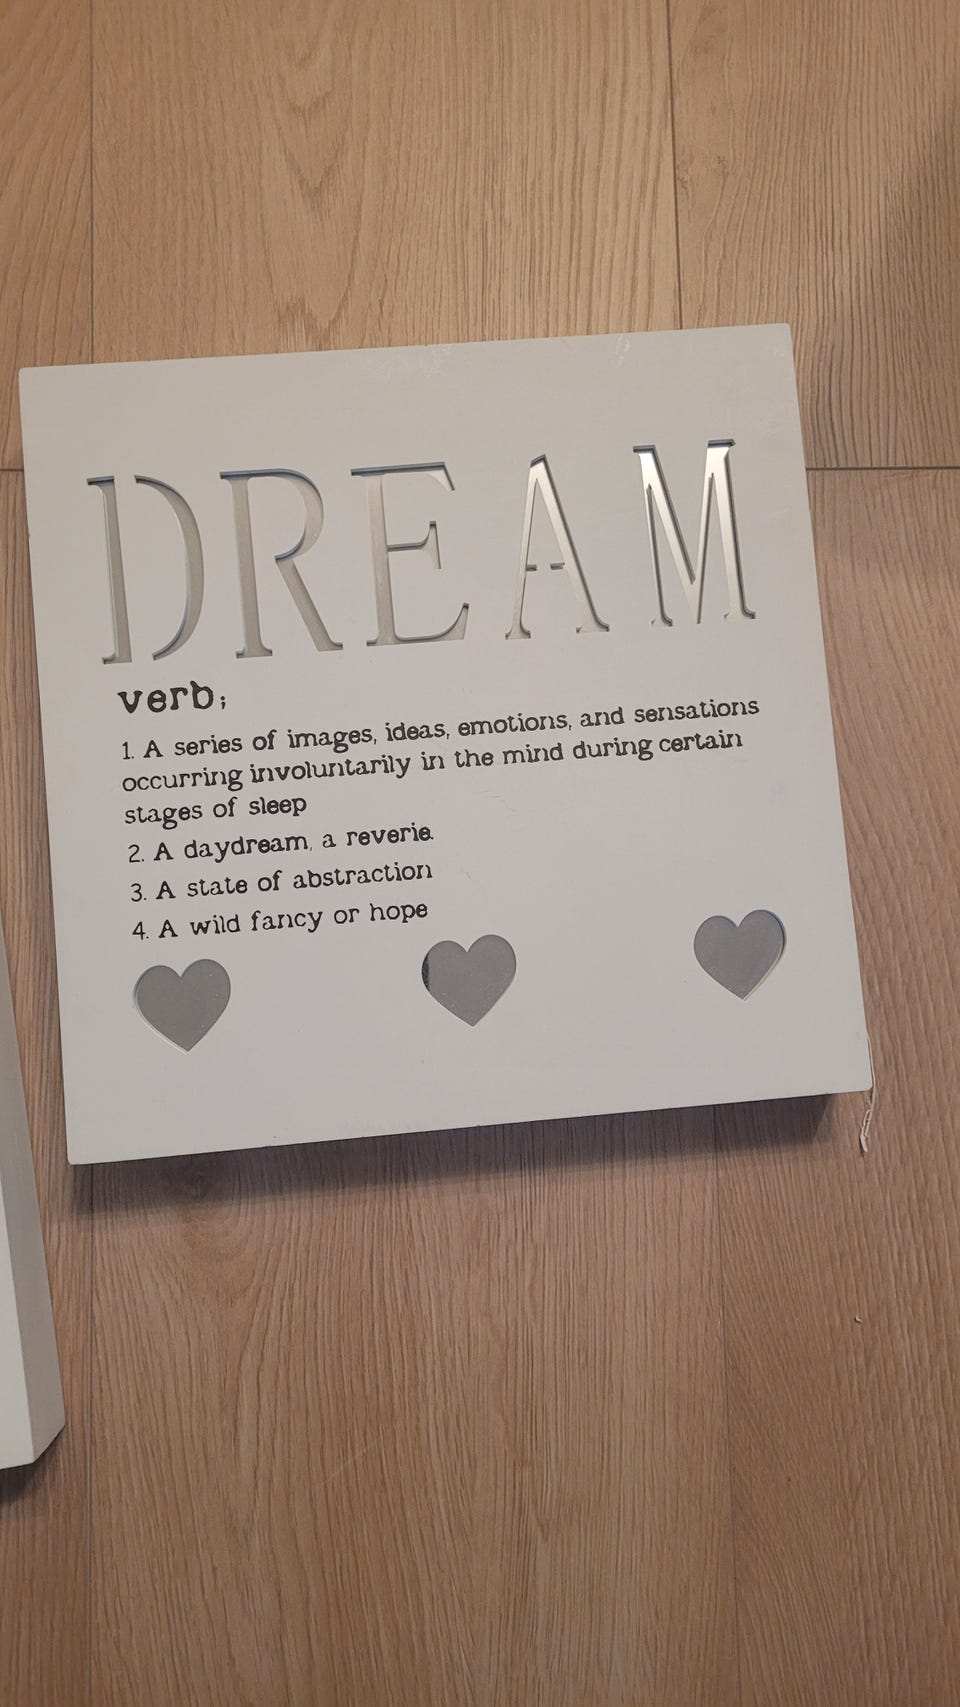 DREAM
verb;
1. A series of images, ideas, emotions, and sensations
occurring involuntarily in the mind during certain
stages of sleep
2. A daydream, a reverie.
3. A state of abstraction
4. A wild fancy or hope